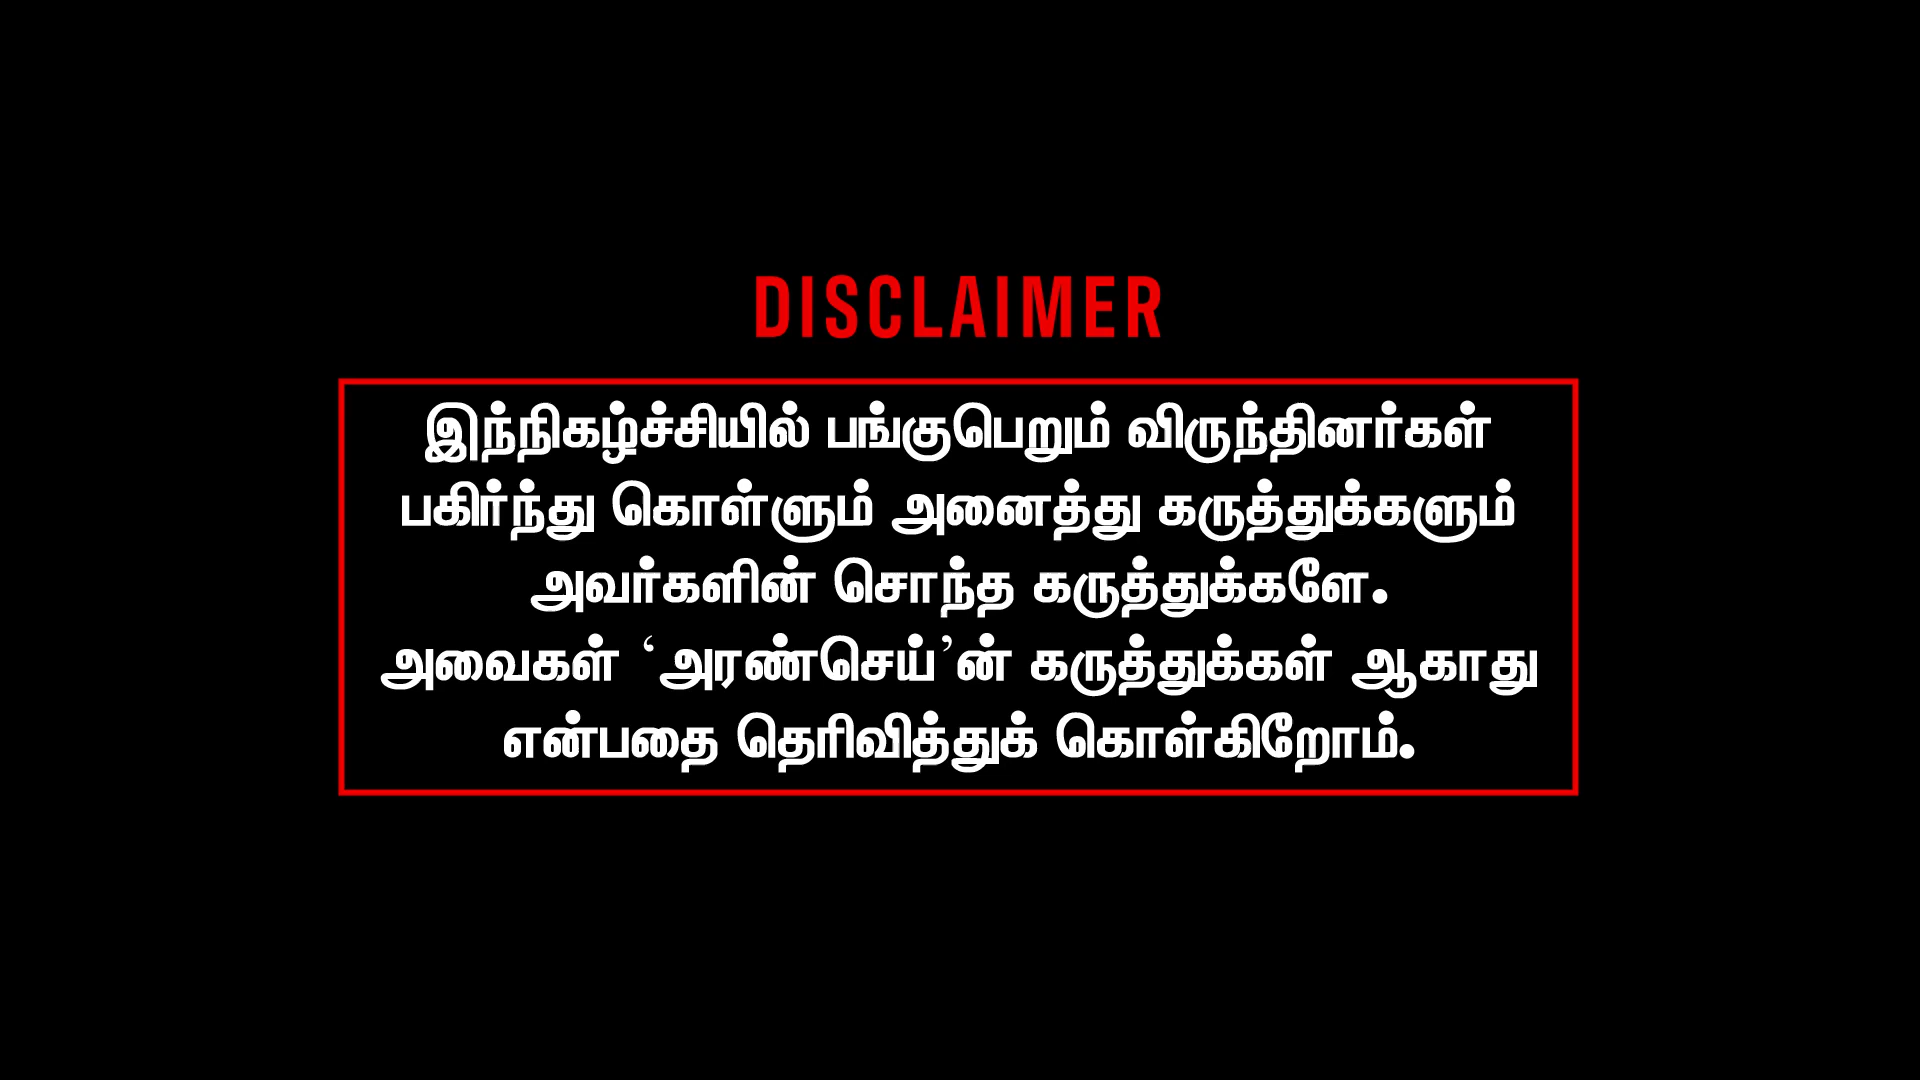 DISCLAIMER
இந்நிகழ்ச்சியில் பங்குபெறும் விருந்தினர்கள்
பகிர்ந்து கொள்ளும் அனைத்து கருத்துக்களும்
அவர்களின் சொந்த கருத்துக்களே.
அவைகள் ‘அரண்செய்’ன் கருத்துக்கள் ஆகாது
என்பதை தெரிவித்துக் கொள்கிறோம்.